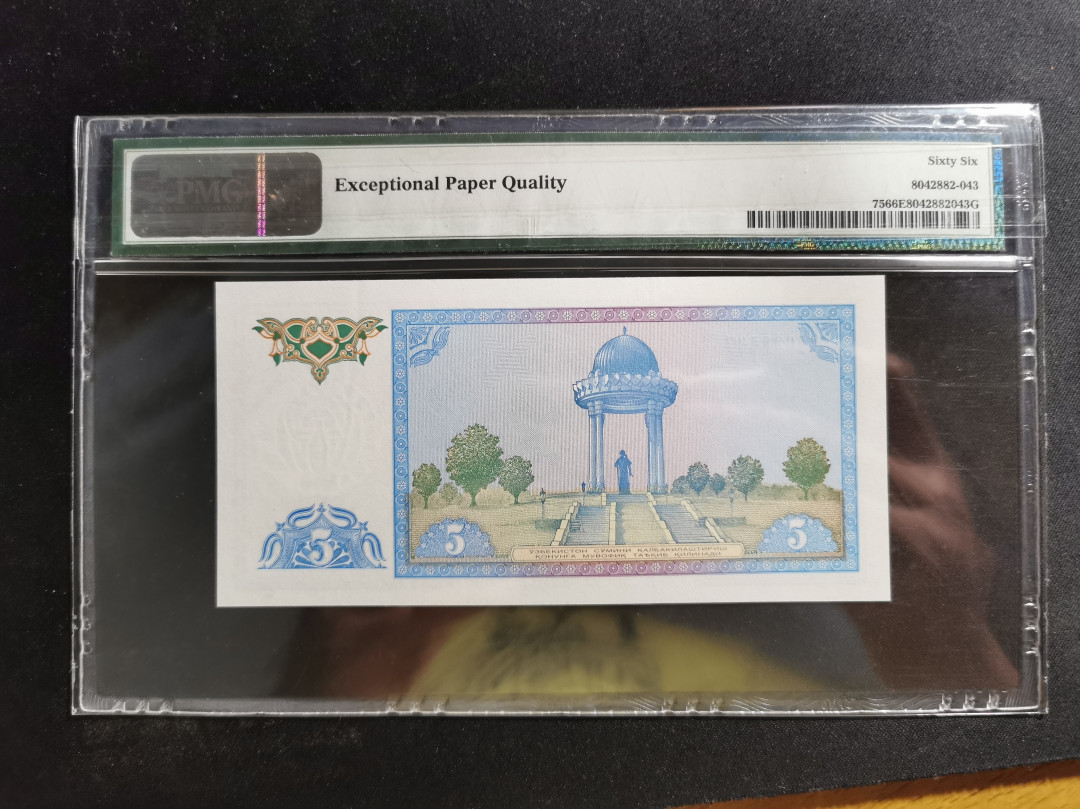 PMG
Exceptional Paper Quality
Sixty Six
8042882-043
7566E8042882043G
5
5
5
ЎЗБЕКИСТОН СЎМИНИ ҚАЛБАКИЛАШТИРИШ
ҚОНУНГА МУВОФИҚ ТАЪҚИБ ҚИЛИНАДИ